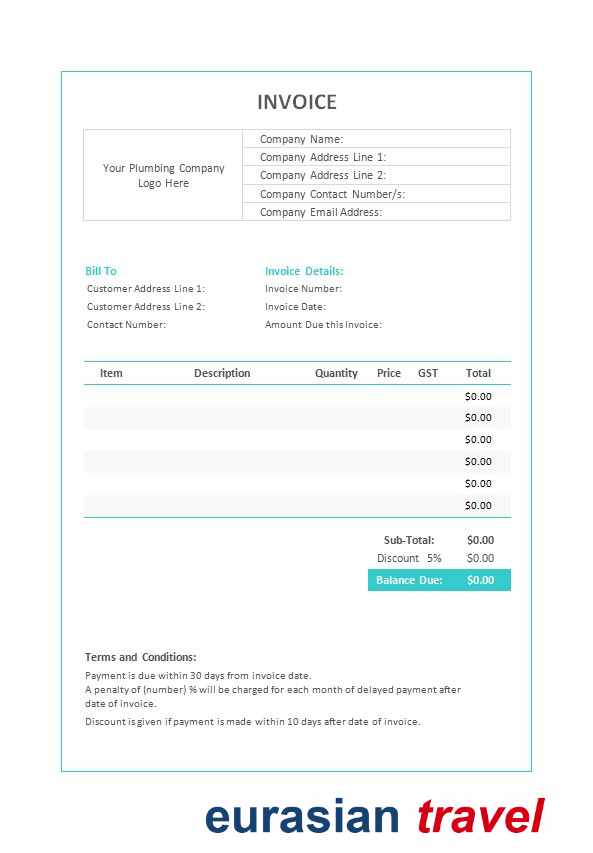 INVOICE
Your Plumbing Company
Logo Here
Company Name:
Company Address Line 1:
Company Address Line 2:
Company Contact Number/s:
Company Email Address:
Bill To
Customer Address Line 1:
Customer Address Line 2:
Contact Number:
Invoice Details:
Invoice Number:
Invoice Date:
Amount Due this Invoice:
Item Description Quantity Price GST Total
$0.00
$0.00
$0.00
$0.00
$0.00
$0.00
Sub-Total: $0.00
Discount 5% $0.00
Balance Due: $0.00
Terms and Conditions:
Payment is due within 30 days from invoice date.
A penalty of (number) % will be charged for each month of delayed payment after
date of invoice.
Discount is given if payment is made within 10 days after date of invoice.
eurasian travel